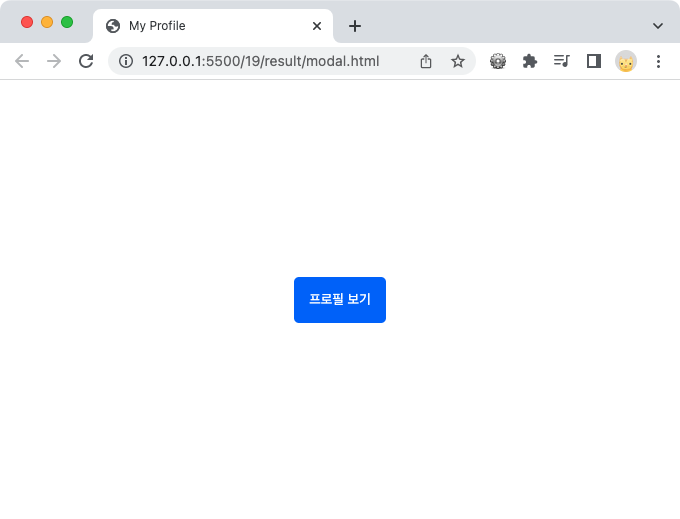 My Profile
127.0.0.1:5500/19/result/modal.html
프로필 보기